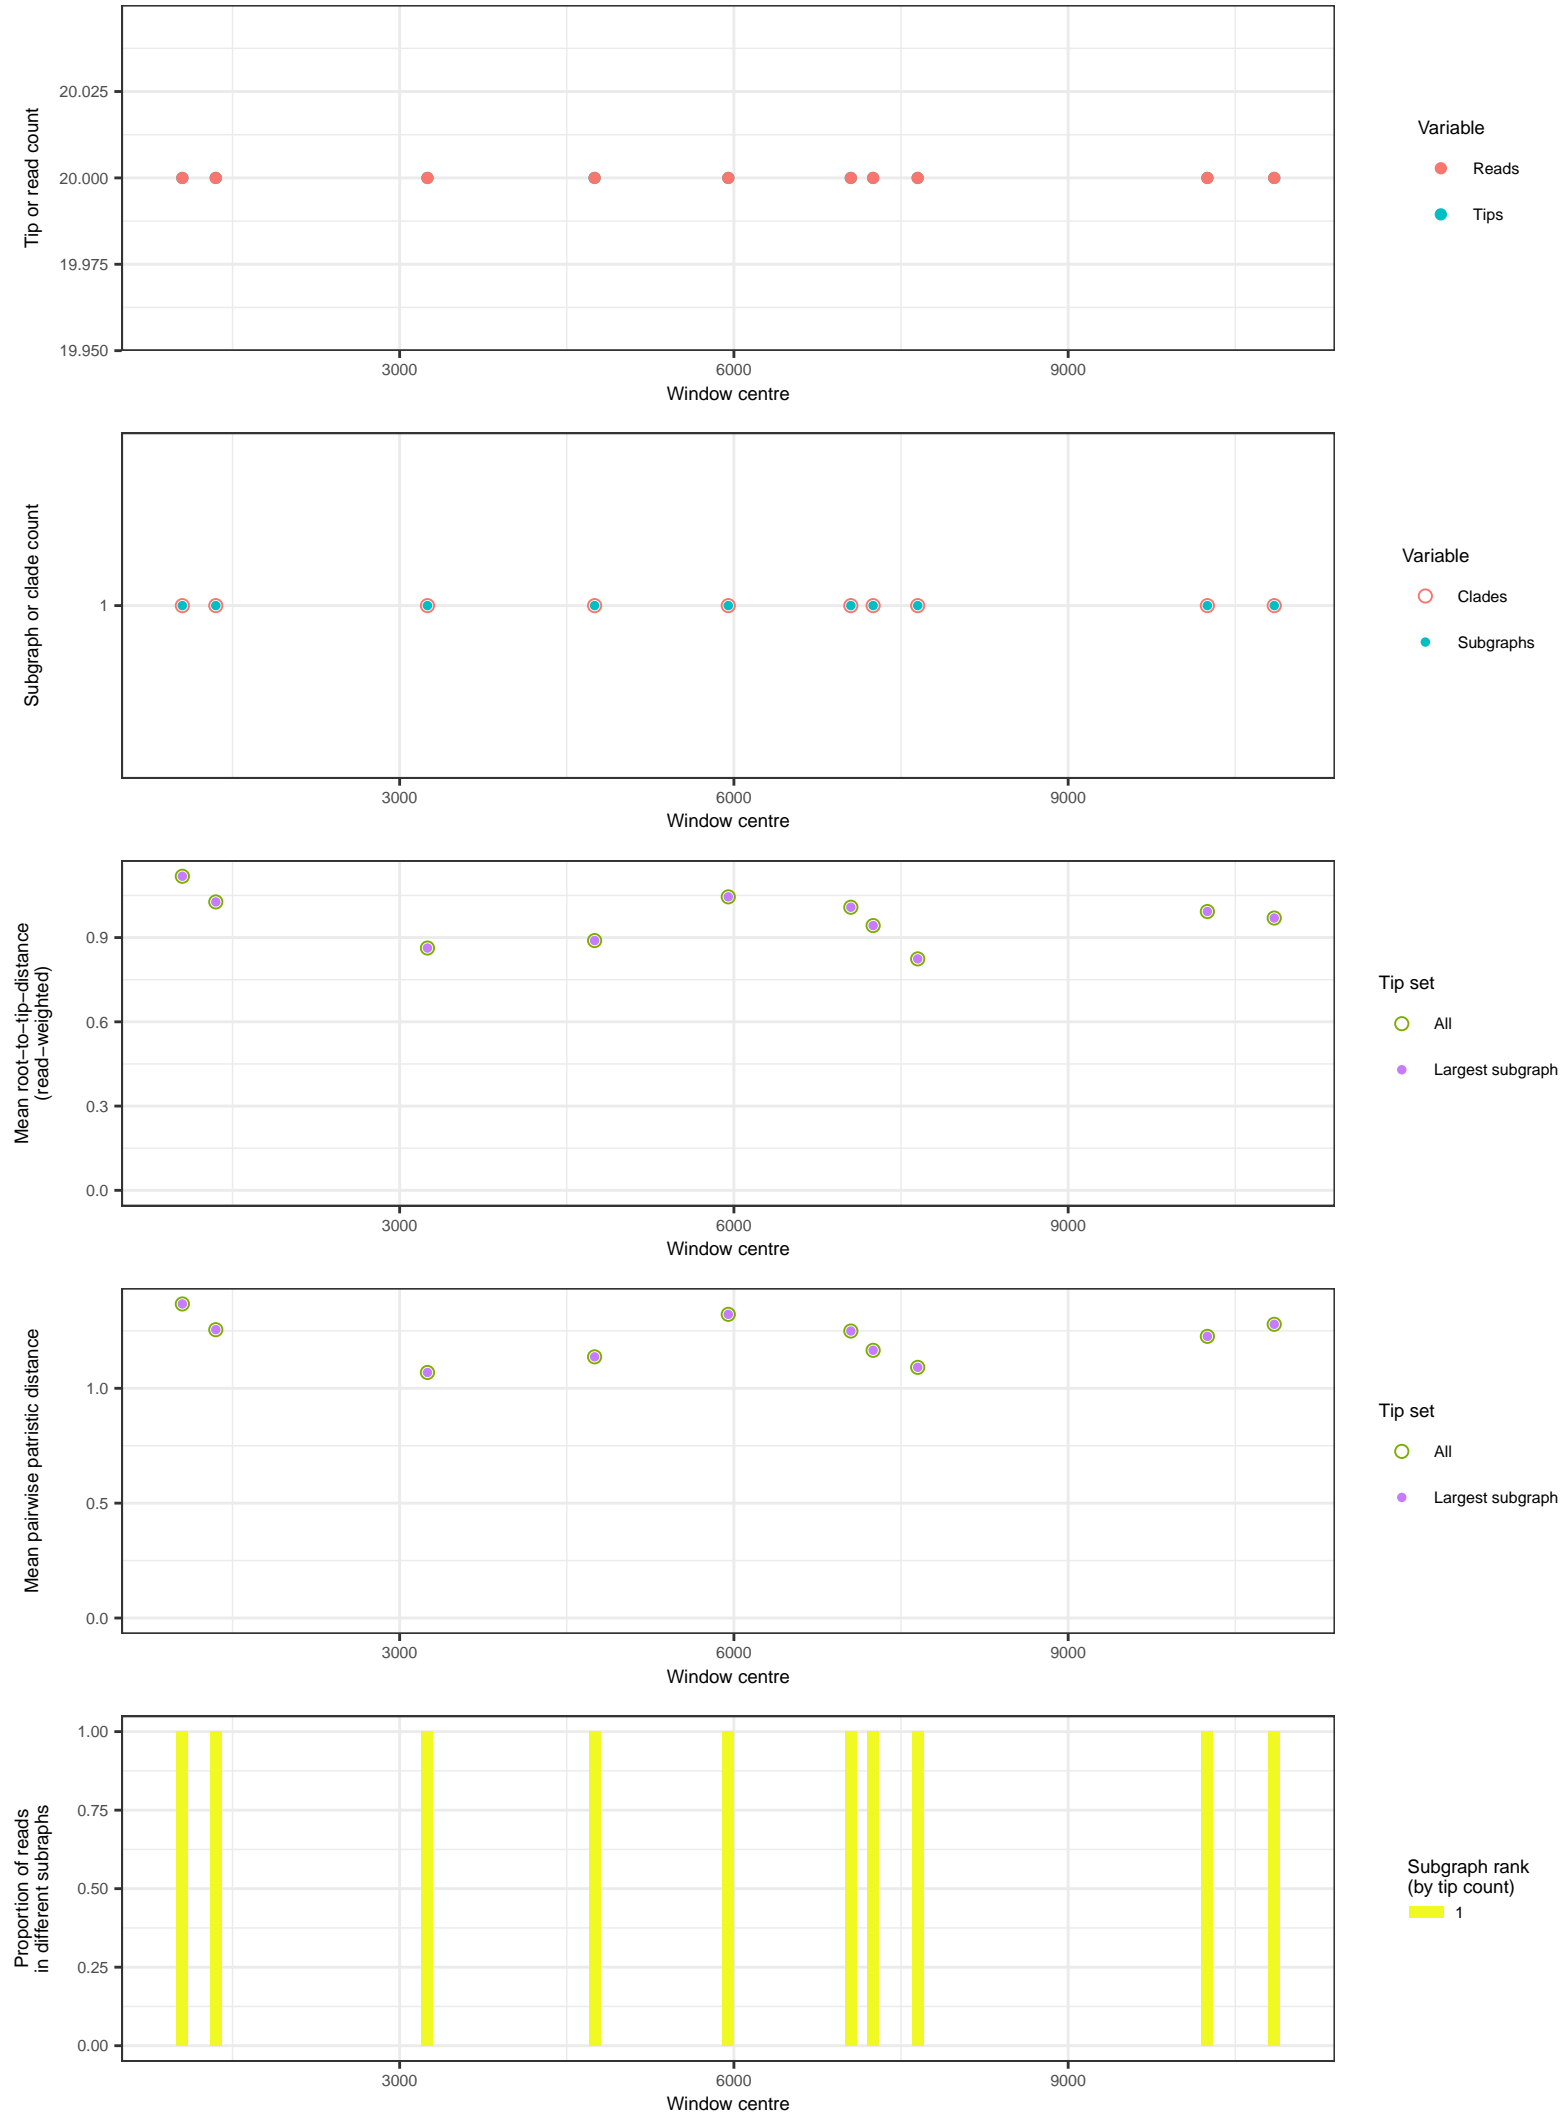 20.025
20.000
19.975
19.950
Tip or read count
3000 6000 9000
Window centre
Variable
Reads
Tips
1
Subgraph or clade count
3000 6000 9000
Window centre
Variable
Clades
Subgraphs
0.9
0.6
0.3
0.0
Mean root−to−tip−distance
(read−weighted)
3000 6000 9000
Window centre
Tip set
All
Largest subgraph
1.0
0.5
0.0
Mean pairwise patristic distance
3000 6000 9000
Window centre
Tip set
All
Largest subgraph
1.00
0.75
0.50
0.25
0.00
Proportion of reads
in different subraphs
3000 6000 9000
Window centre
Subgraph rank
(by tip count)
1